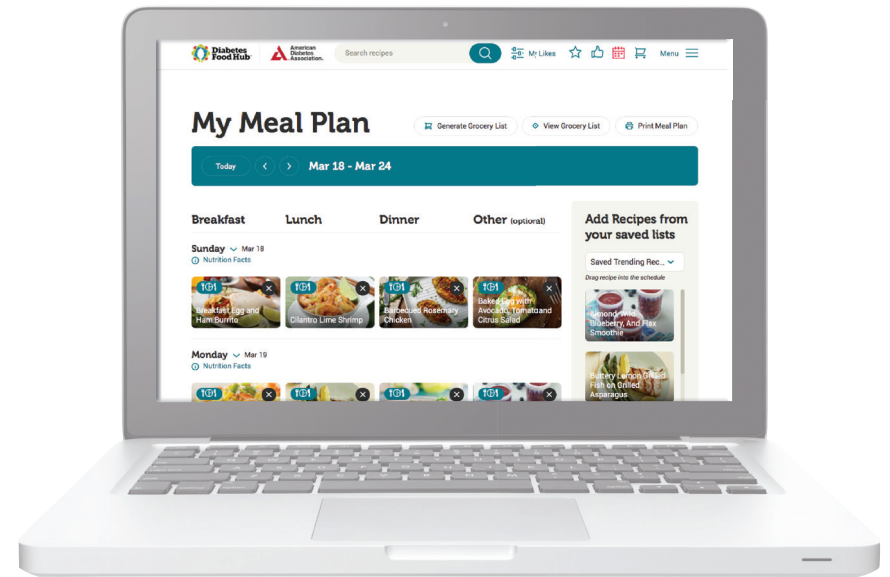 Diabetes
Food Hub
American
Diabetes
Association.
Search recipes
My Likes
Menu
My Meal Plan
Generate Grocery List
View Grocery List
Print Meal Plan
Today
Mar 18 - Mar 24
Breakfast
Lunch
Dinner
Other (optional)
Sunday Mar 18
Nutrition Facts
Breakfast Egg and
Ham Burrito
Cilantro Lime Shrimp
Barbecued Rosemary
Chicken
Baked Egg with
Avocado, Tomato and
Citrus Salad
Monday Mar 19
Nutrition Facts
Add Recipes from
your saved lists
Saved Trending Rec...
Drag recipe into the schedule
Almond, Wild
Blueberry, And Flax
Smoothie
Buttery Lemon Grilled
Fish on Grilled
Asparagus